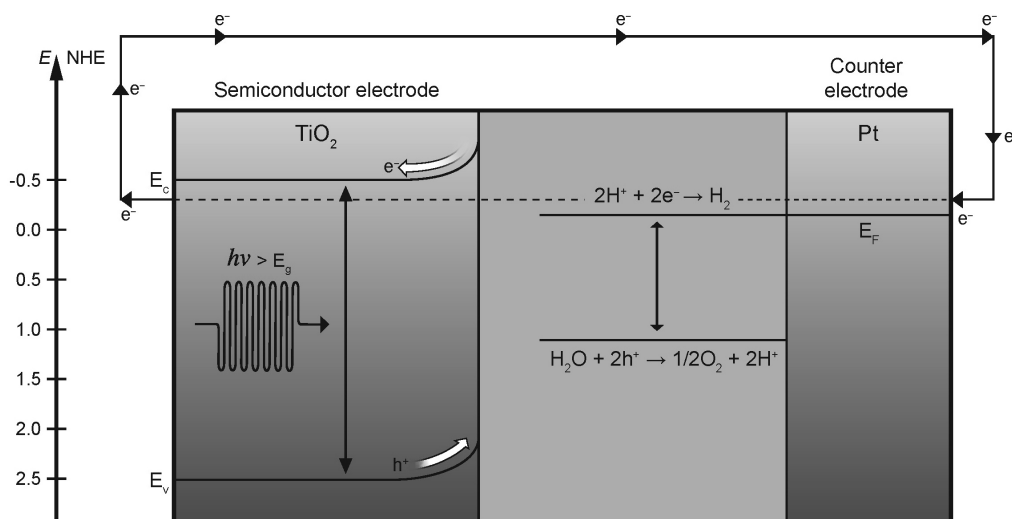 e⁻
e⁻
e⁻
E NHE
e⁻
Semiconductor electrode
Counter
electrode
TiO₂
Pt
e⁻
e
-0.5
E_c
2H⁺ + 2e⁻ → H₂
e⁻
e⁻
0.0
E_F
hν > E_g
0.5
1.0
H₂O + 2h⁺ → 1/2O₂ + 2H⁺
1.5
2.0
h⁺
2.5
E_v